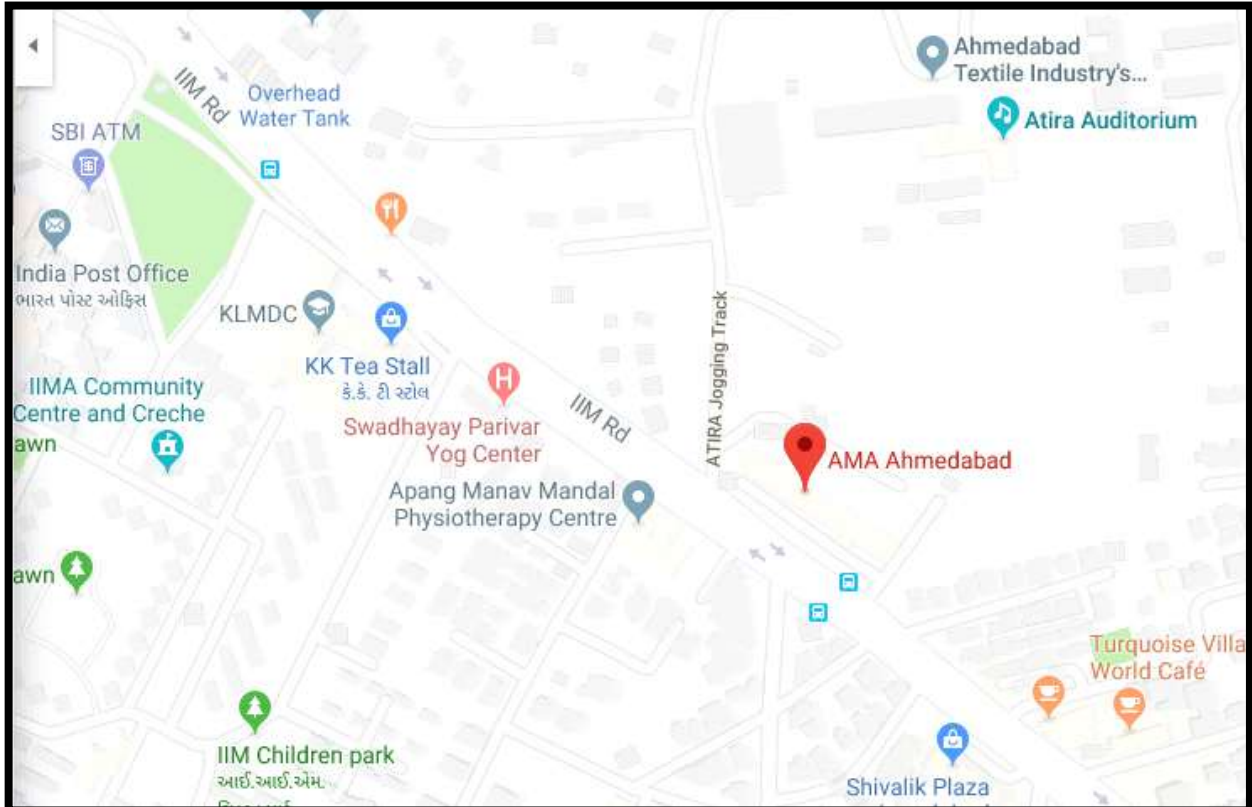 Ahmedabad
Textile Industry's...
Atira Auditorium
IIM Rd
Overhead
Water Tank
SBI ATM
India Post Office
ભારત પોસ્ટ ઓફિસ
KLMDC
KK Tea Stall
કે.કે. ટી સ્ટોલ
ATIRA Jogging Track
IIMA Community
Centre and Creche
awn
Swadhayay Parivar
Yog Center
IIM Rd
AMA Ahmedabad
Apang Manav Mandal
Physiotherapy Centre
awn
Turquoise Villa
World Café
IIM Children park
આઈ.આઈ.એમ.
Shivalik Plaza